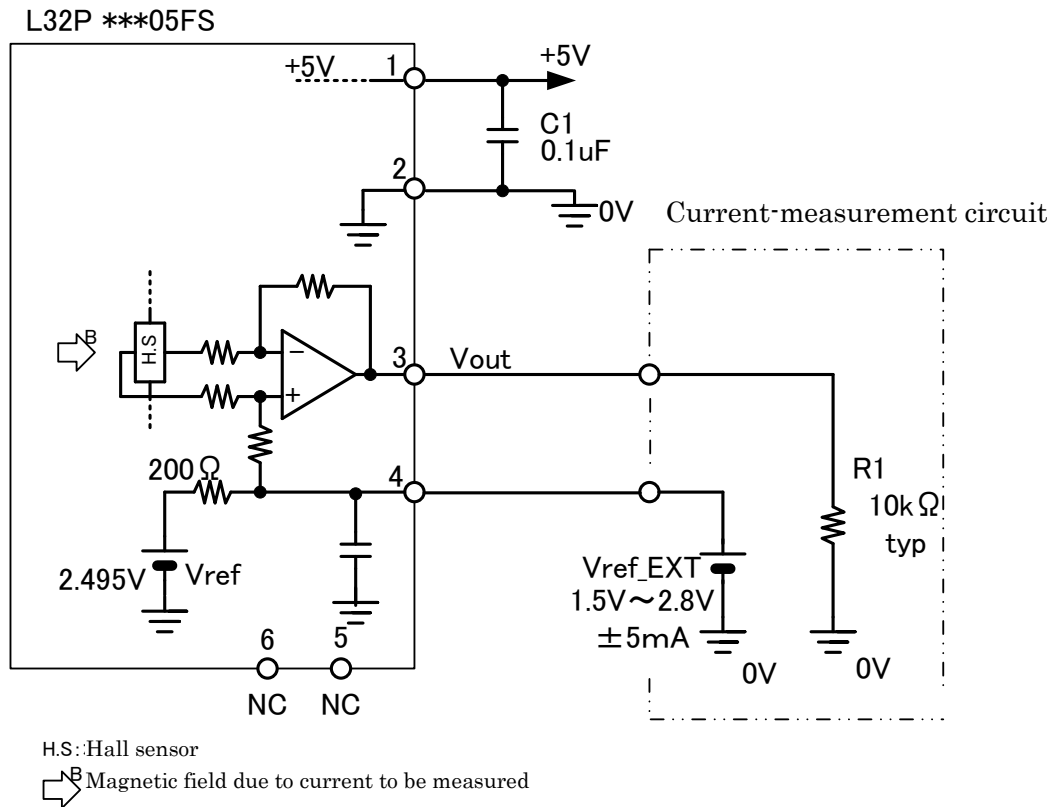 L32P ***05FS
+5V
1
+5V
C1
0.1uF
2
0V
Current-measurement circuit
B
H.S
−
+
3
Vout
200Ω
4
R1
10kΩ
typ
2.495V
Vref
Vref_EXT
1.5V～2.8V
±5mA
0V
0V
6
5
NC
NC
H.S.:Hall sensor
B
Magnetic field due to current to be measured